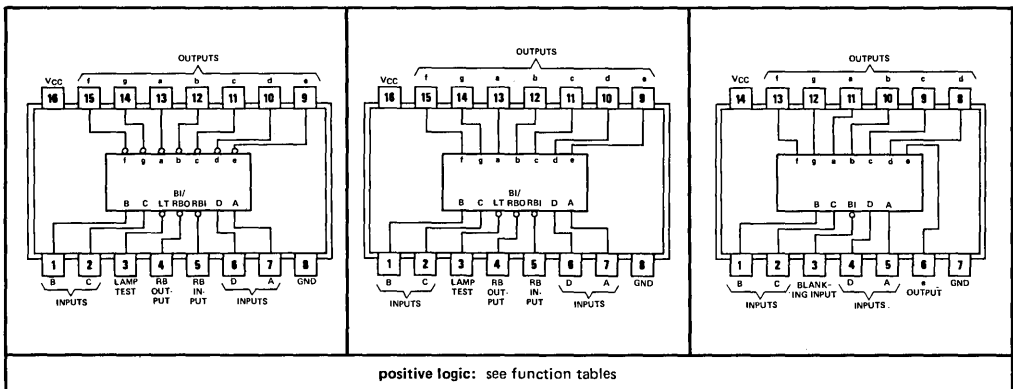 OUTPUTS
VCC f g a b c d e
16 15 14 13 12 11 10 9
f g a b c d e
BI/
B C LT RBO RBI D A
1 2 3 4 5 6 7 8
B C LAMP TEST RB OUT- PUT RB IN- PUT D A GND
INPUTS INPUTS
OUTPUTS
VCC f g a b c d e
16 15 14 13 12 11 10 9
f g a b c d e
BI/
B C LT RBO RBI D A
1 2 3 4 5 6 7 8
B C LAMP TEST RB OUT- PUT RB IN- PUT D A GND
INPUTS INPUTS
OUTPUTS
VCC f g a b c d
14 13 12 11 10 9 8
f g a b c d e
B C BI D A
1 2 3 4 5 6 7
B C BLANK- ING INPUT D A e OUTPUT GND
INPUTS INPUTS
positive logic: see function tables